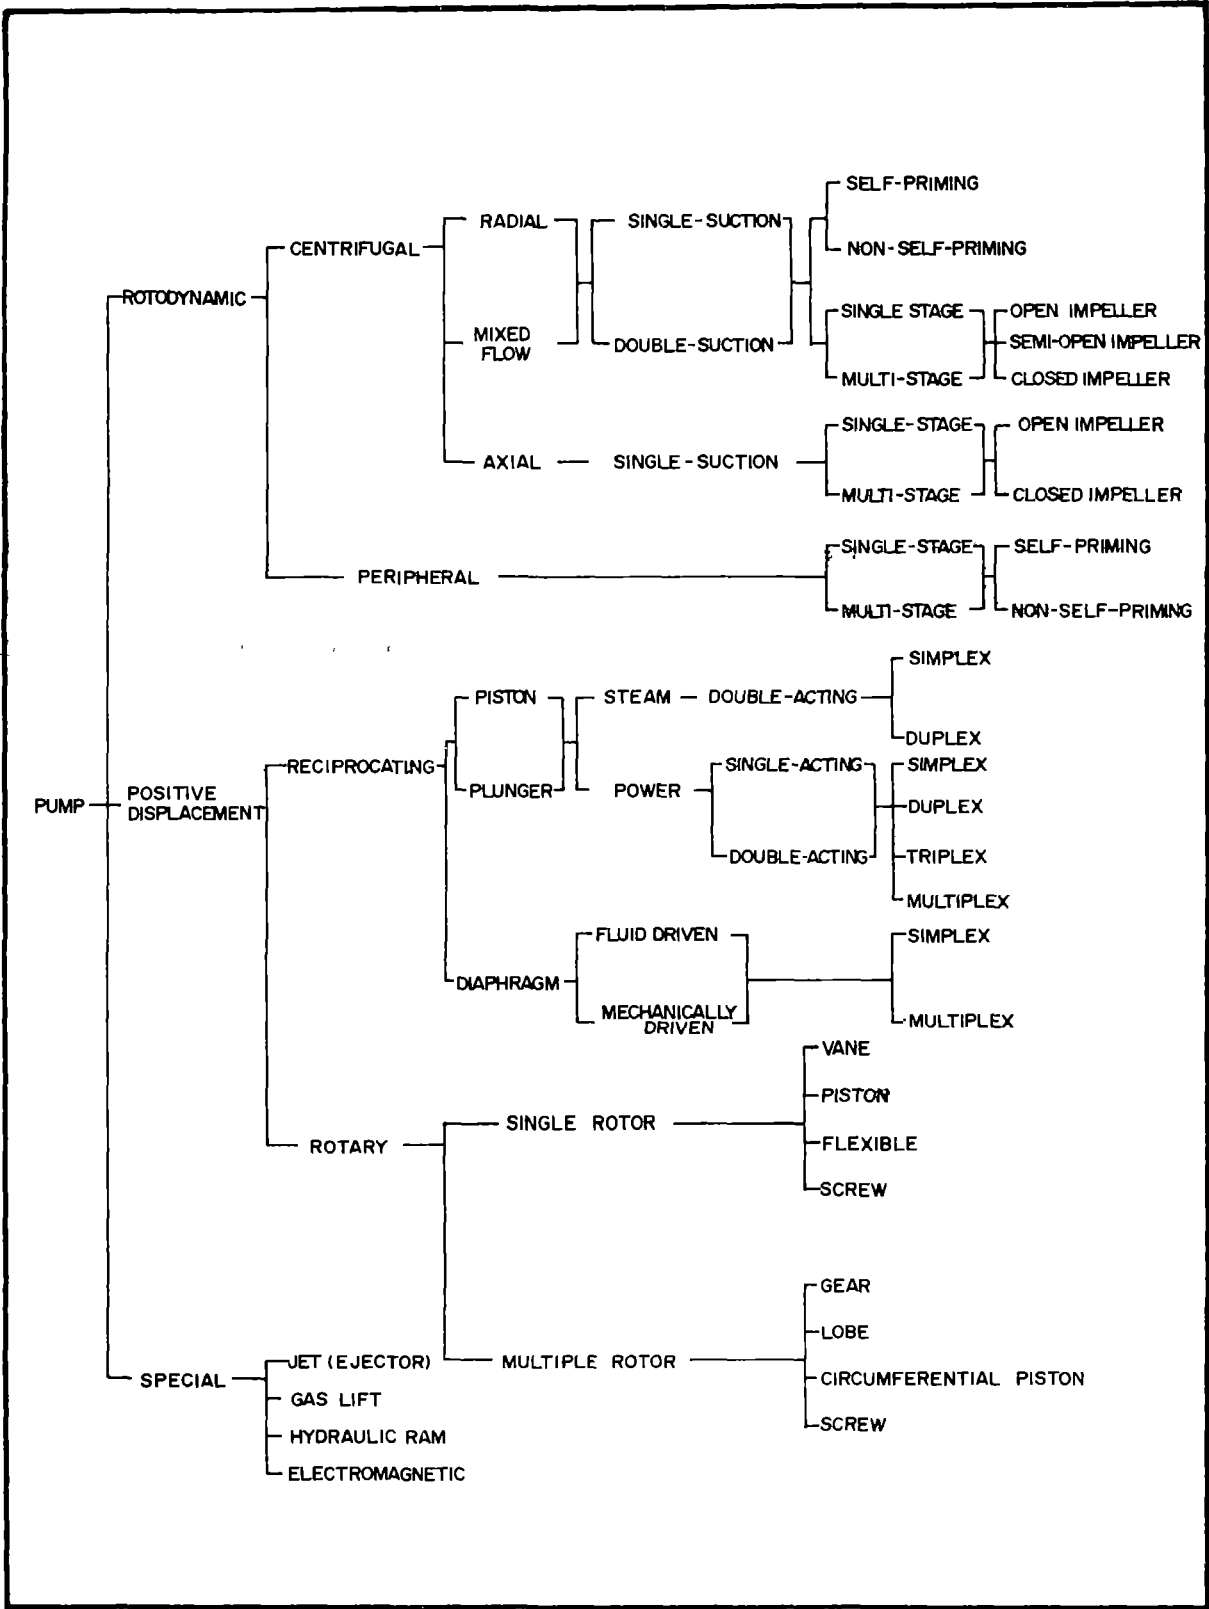 SELF-PRIMING
RADIAL
SINGLE-SUCTION
CENTRIFUGAL
NON-SELF-PRIMING
ROTODYNAMIC
SINGLE STAGE
OPEN IMPELLER
MIXED
FLOW
DOUBLE-SUCTION
SEMI-OPEN IMPELLER
MULTI-STAGE
CLOSED IMPELLER
SINGLE-STAGE
OPEN IMPELLER
AXIAL
SINGLE-SUCTION
MULTI-STAGE
CLOSED IMPELLER
SINGLE-STAGE
SELF-PRIMING
PERIPHERAL
MULTI-STAGE
NON-SELF-PRIMING
SIMPLEX
PISTON
STEAM
DOUBLE-ACTING
DUPLEX
RECIPROCATING
SINGLE-ACTING
SIMPLEX
PLUNGER
POWER
PUMP
POSITIVE
DISPLACEMENT
DUPLEX
DOUBLE-ACTING
TRIPLEX
MULTIPLEX
FLUID DRIVEN
SIMPLEX
DIAPHRAGM
MECHANICALLY
DRIVEN
MULTIPLEX
VANE
PISTON
SINGLE ROTOR
ROTARY
FLEXIBLE
SCREW
GEAR
LOBE
JET (EJECTOR)
MULTIPLE ROTOR
SPECIAL
CIRCUMFERENTIAL PISTON
GAS LIFT
SCREW
HYDRAULIC RAM
ELECTROMAGNETIC